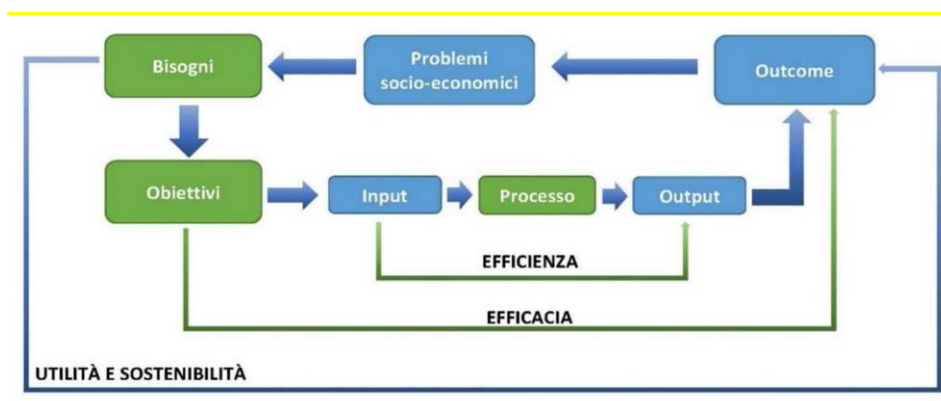 Bisogni
Problemi
socio-economici
Outcome
Obiettivi
Input
Processo
Output
EFFICIENZA
EFFICACIA
UTILITÀ E SOSTENIBILITÀ